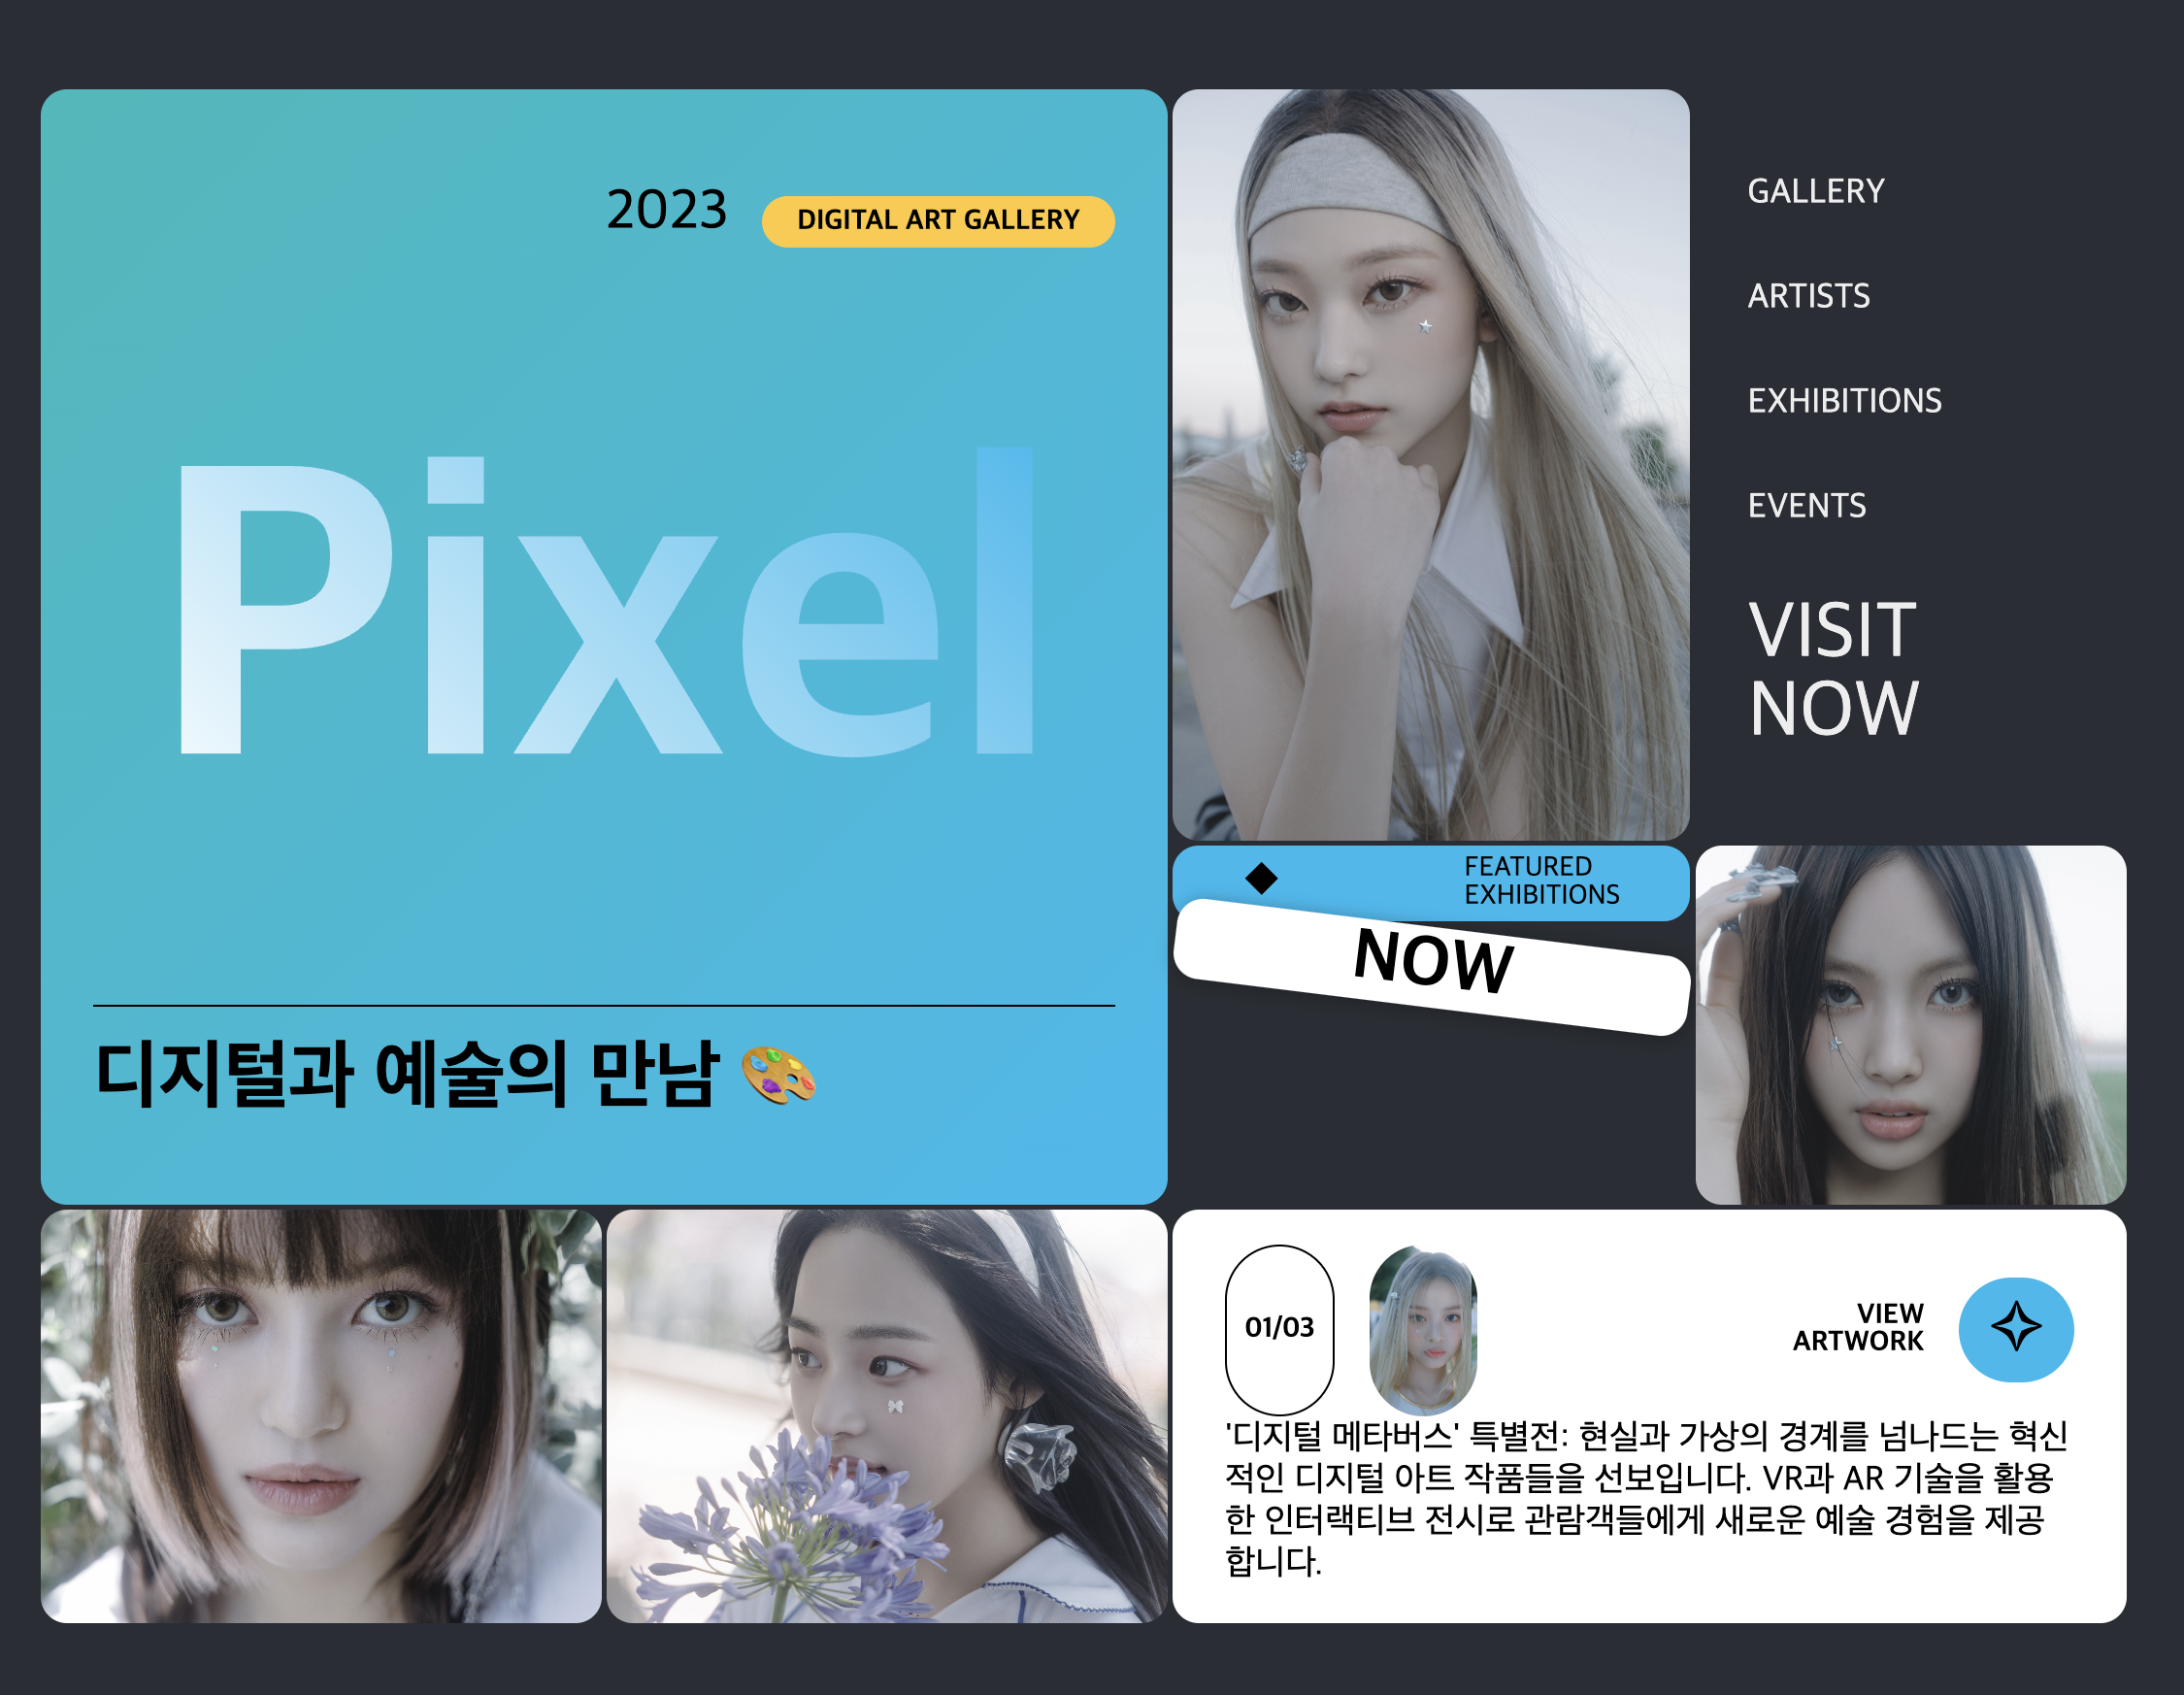 2023
DIGITAL ART GALLERY
Pixel
디지털과 예술의 만남 🎨
GALLERY
ARTISTS
EXHIBITIONS
EVENTS
VISIT
NOW
FEATURED
EXHIBITIONS
NOW
01/03
VIEW
ARTWORK
'디지털 메타버스' 특별전: 현실과 가상의 경계를 넘나드는 혁신
적인 디지털 아트 작품들을 선보입니다. VR과 AR 기술을 활용
한 인터랙티브 전시로 관람객들에게 새로운 예술 경험을 제공
합니다.